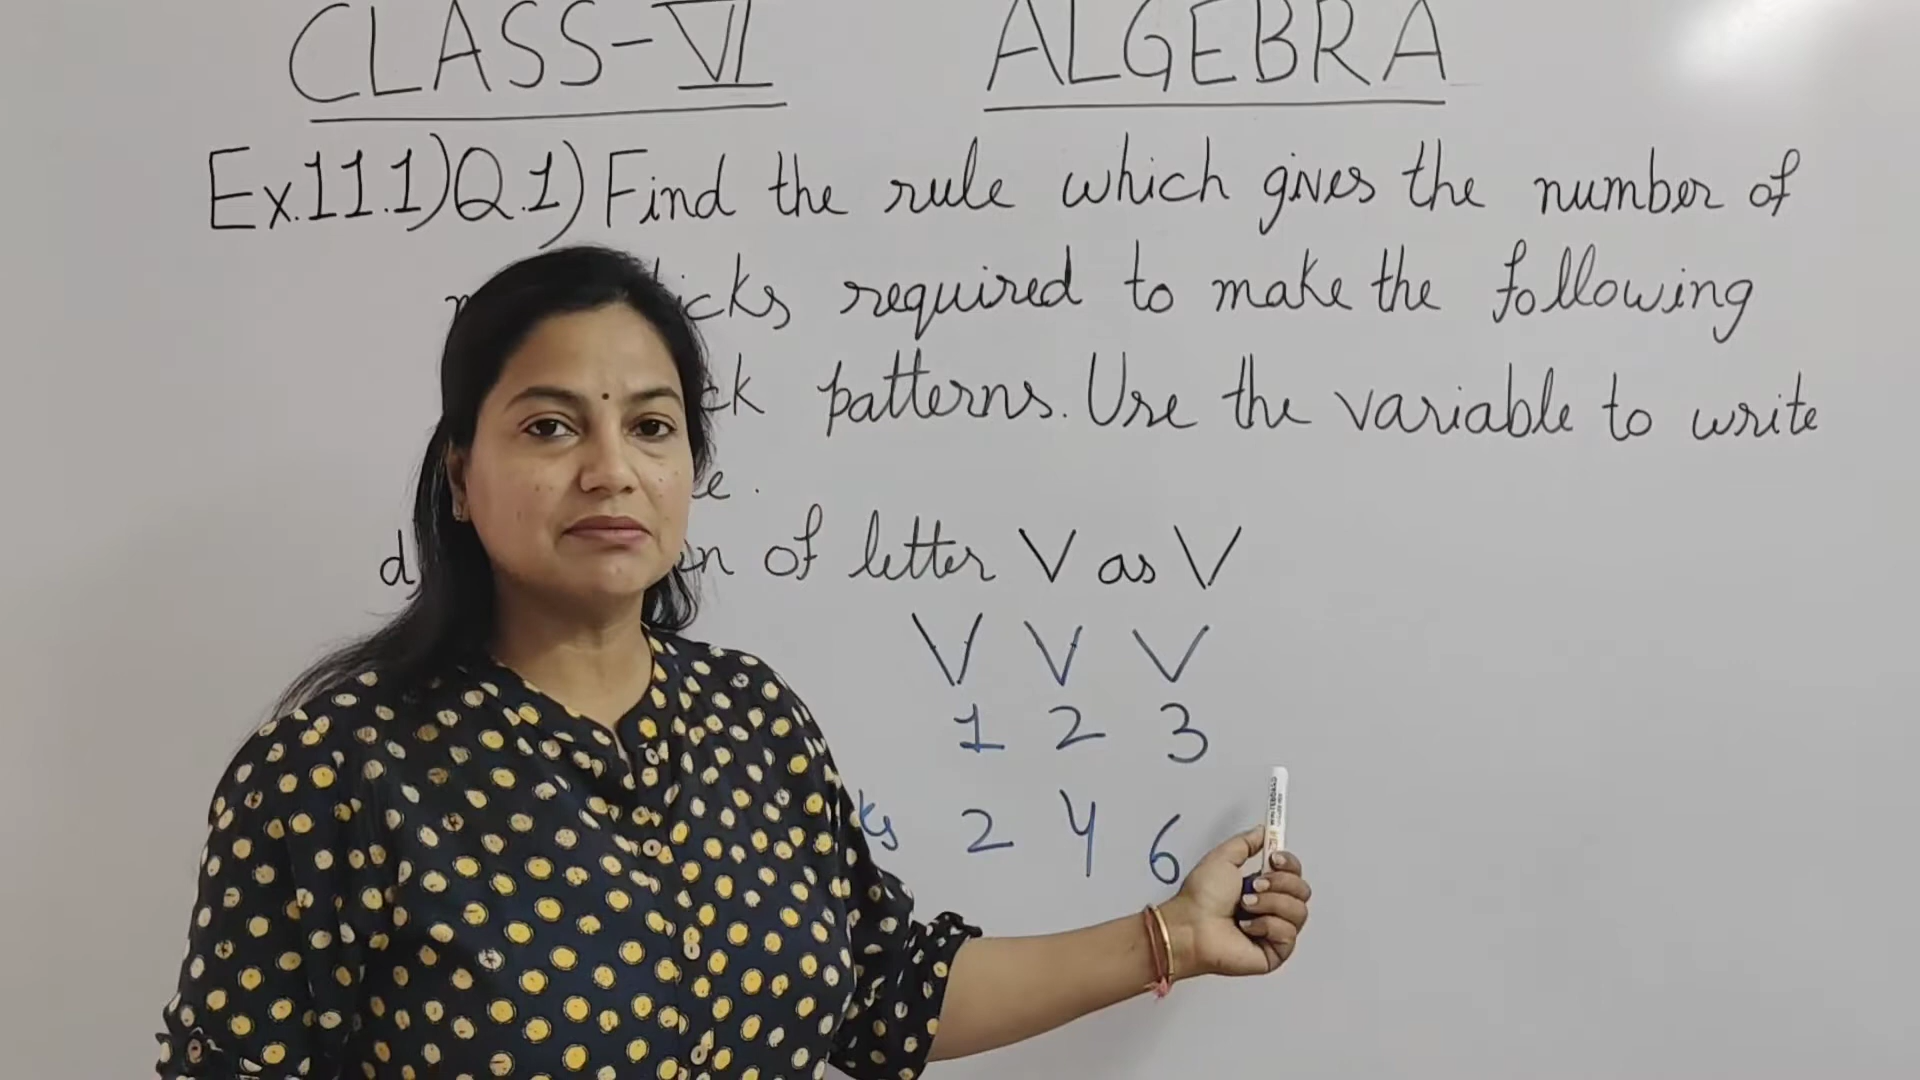 CLASS-VI ALGEBRA
Ex.11.1)Q.1) Find the rule which gives the number of
required to make the following
patterns. Use the variable to write
of letter V as V
V V V
1 2 3
2 4 6